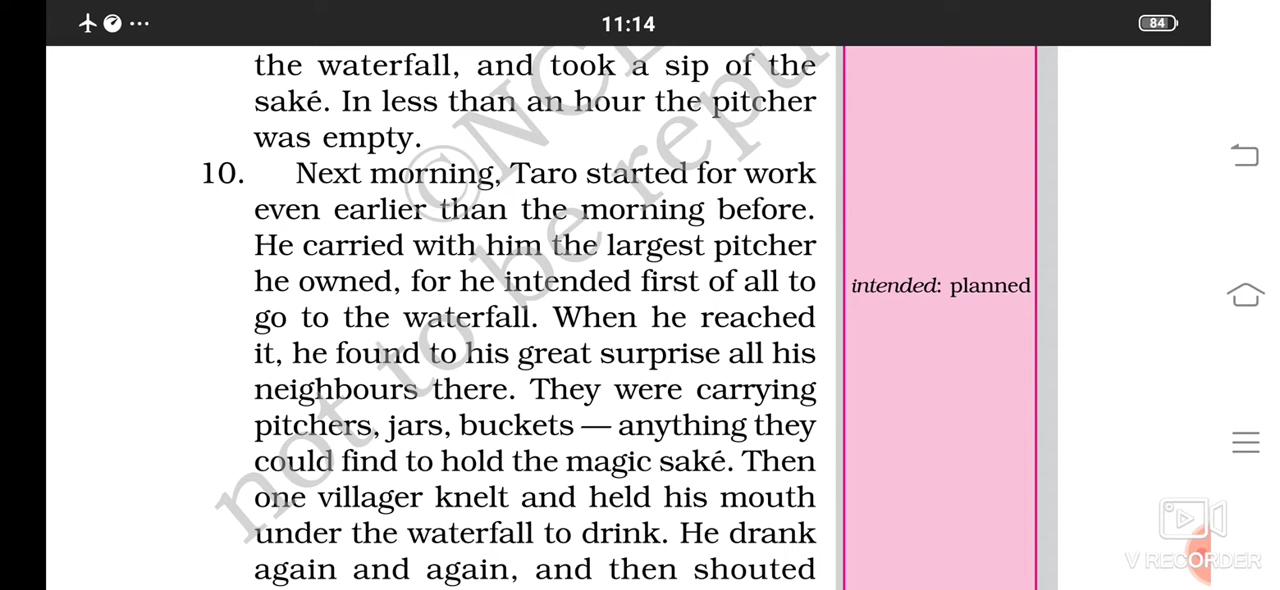 11:14
84
the waterfall, and took a sip of the
saké. In less than an hour the pitcher
was empty.
10. Next morning, Taro started for work
even earlier than the morning before.
He carried with him the largest pitcher
he owned, for he intended first of all to
go to the waterfall. When he reached
it, he found to his great surprise all his
neighbours there. They were carrying
pitchers, jars, buckets — anything they
could find to hold the magic saké. Then
one villager knelt and held his mouth
under the waterfall to drink. He drank
again and again, and then shouted
intended: planned
©NCE
not to be repu
V RECORDER